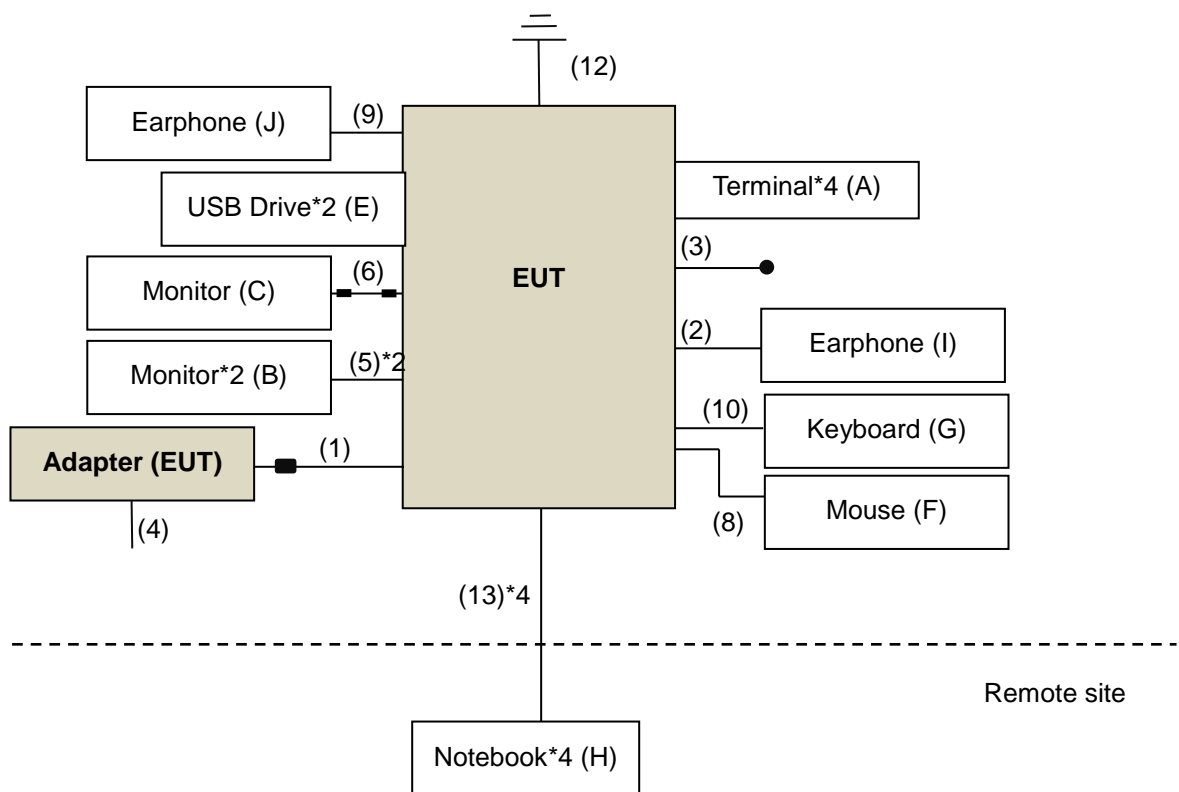 (12)
Earphone (J)
(9)
USB Drive*2 (E)
Terminal*4 (A)
(3)
Monitor (C)
(6)
EUT
(2)
Earphone (I)
Monitor*2 (B)
(5)*2
(10)
Keyboard (G)
Adapter (EUT)
(1)
Mouse (F)
(8)
(4)
(13)*4
Remote site
Notebook*4 (H)